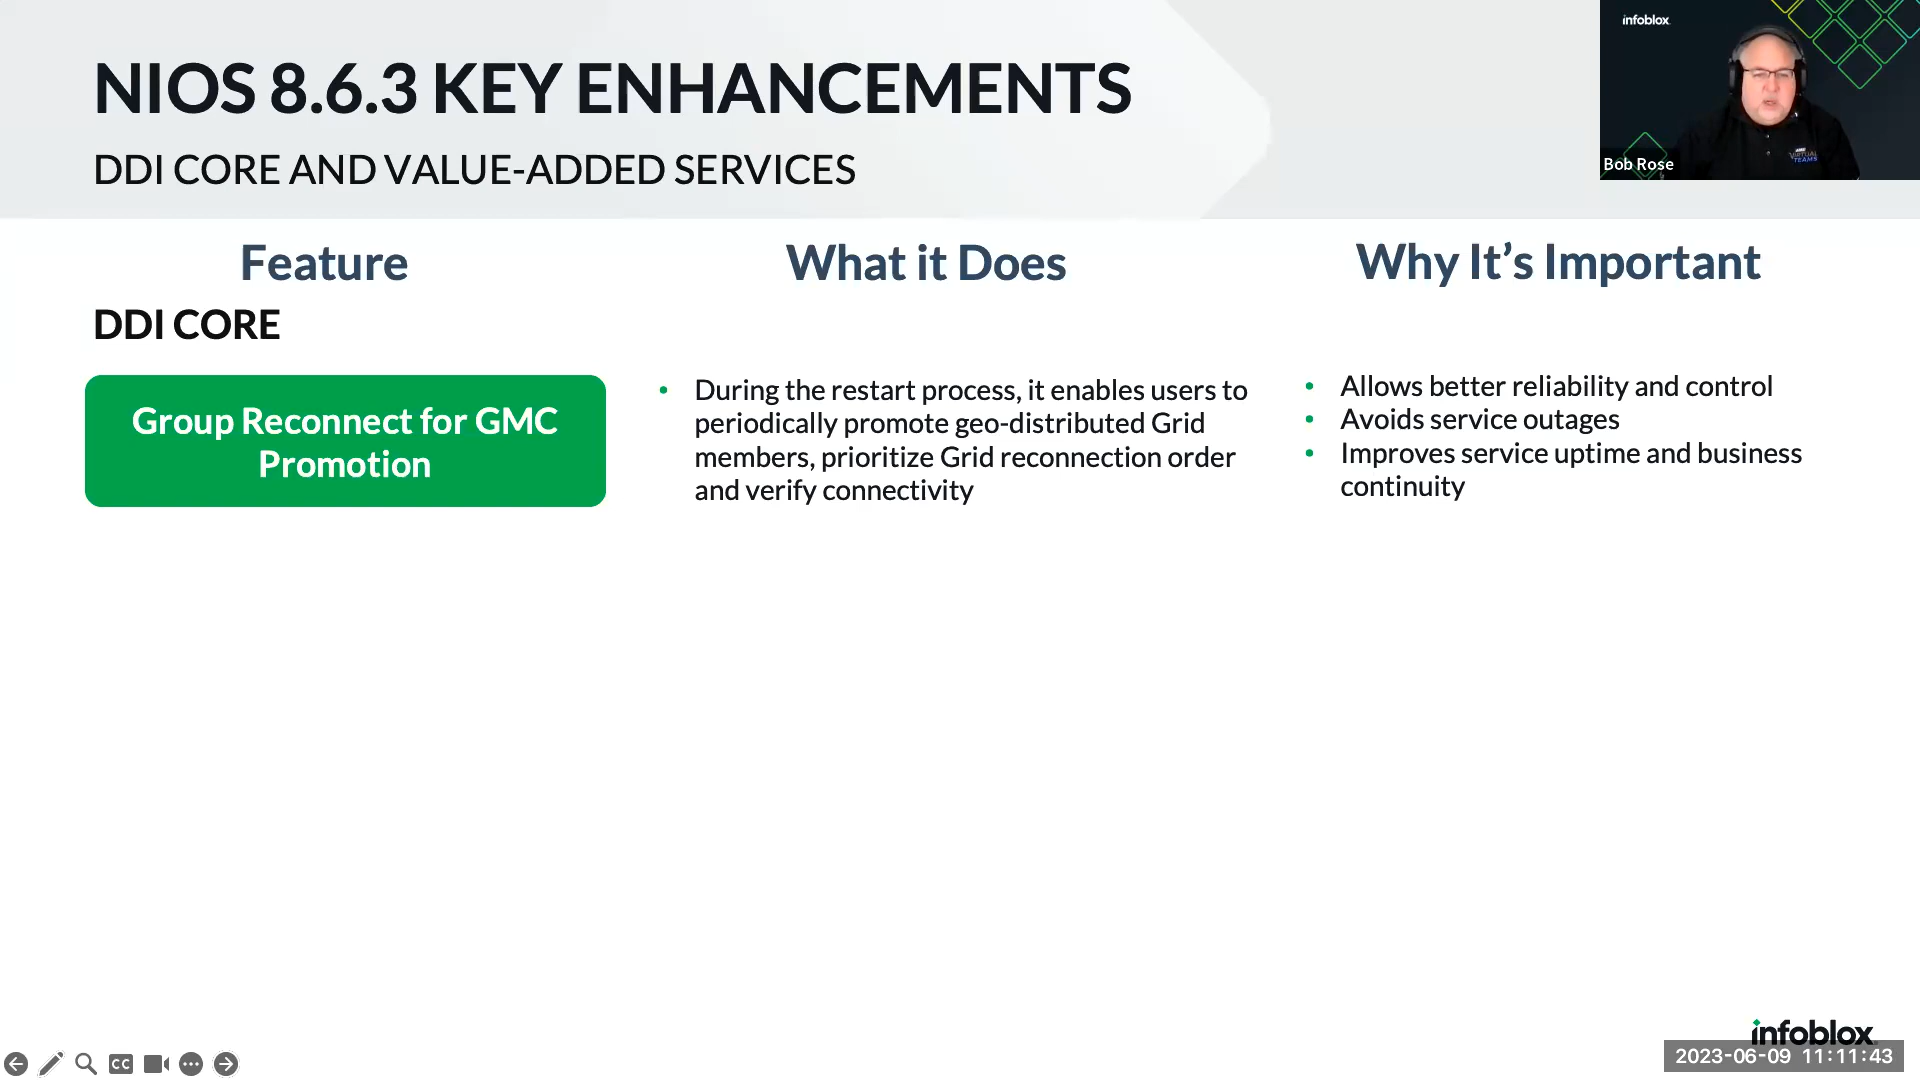 NIOS 8.6.3 KEY ENHANCEMENTS
DDI CORE AND VALUE-ADDED SERVICES
infoblox
VIRTUAL
TEAMS
Bob Rose
Feature
What it Does
Why It's Important
DDI CORE
Group Reconnect for GMC
Promotion
• During the restart process, it enables users to
periodically promote geo-distributed Grid
members, prioritize Grid reconnection order
and verify connectivity
• Allows better reliability and control
• Avoids service outages
• Improves service uptime and business
continuity
CC
infoblox
2023-06-09 11:11:43